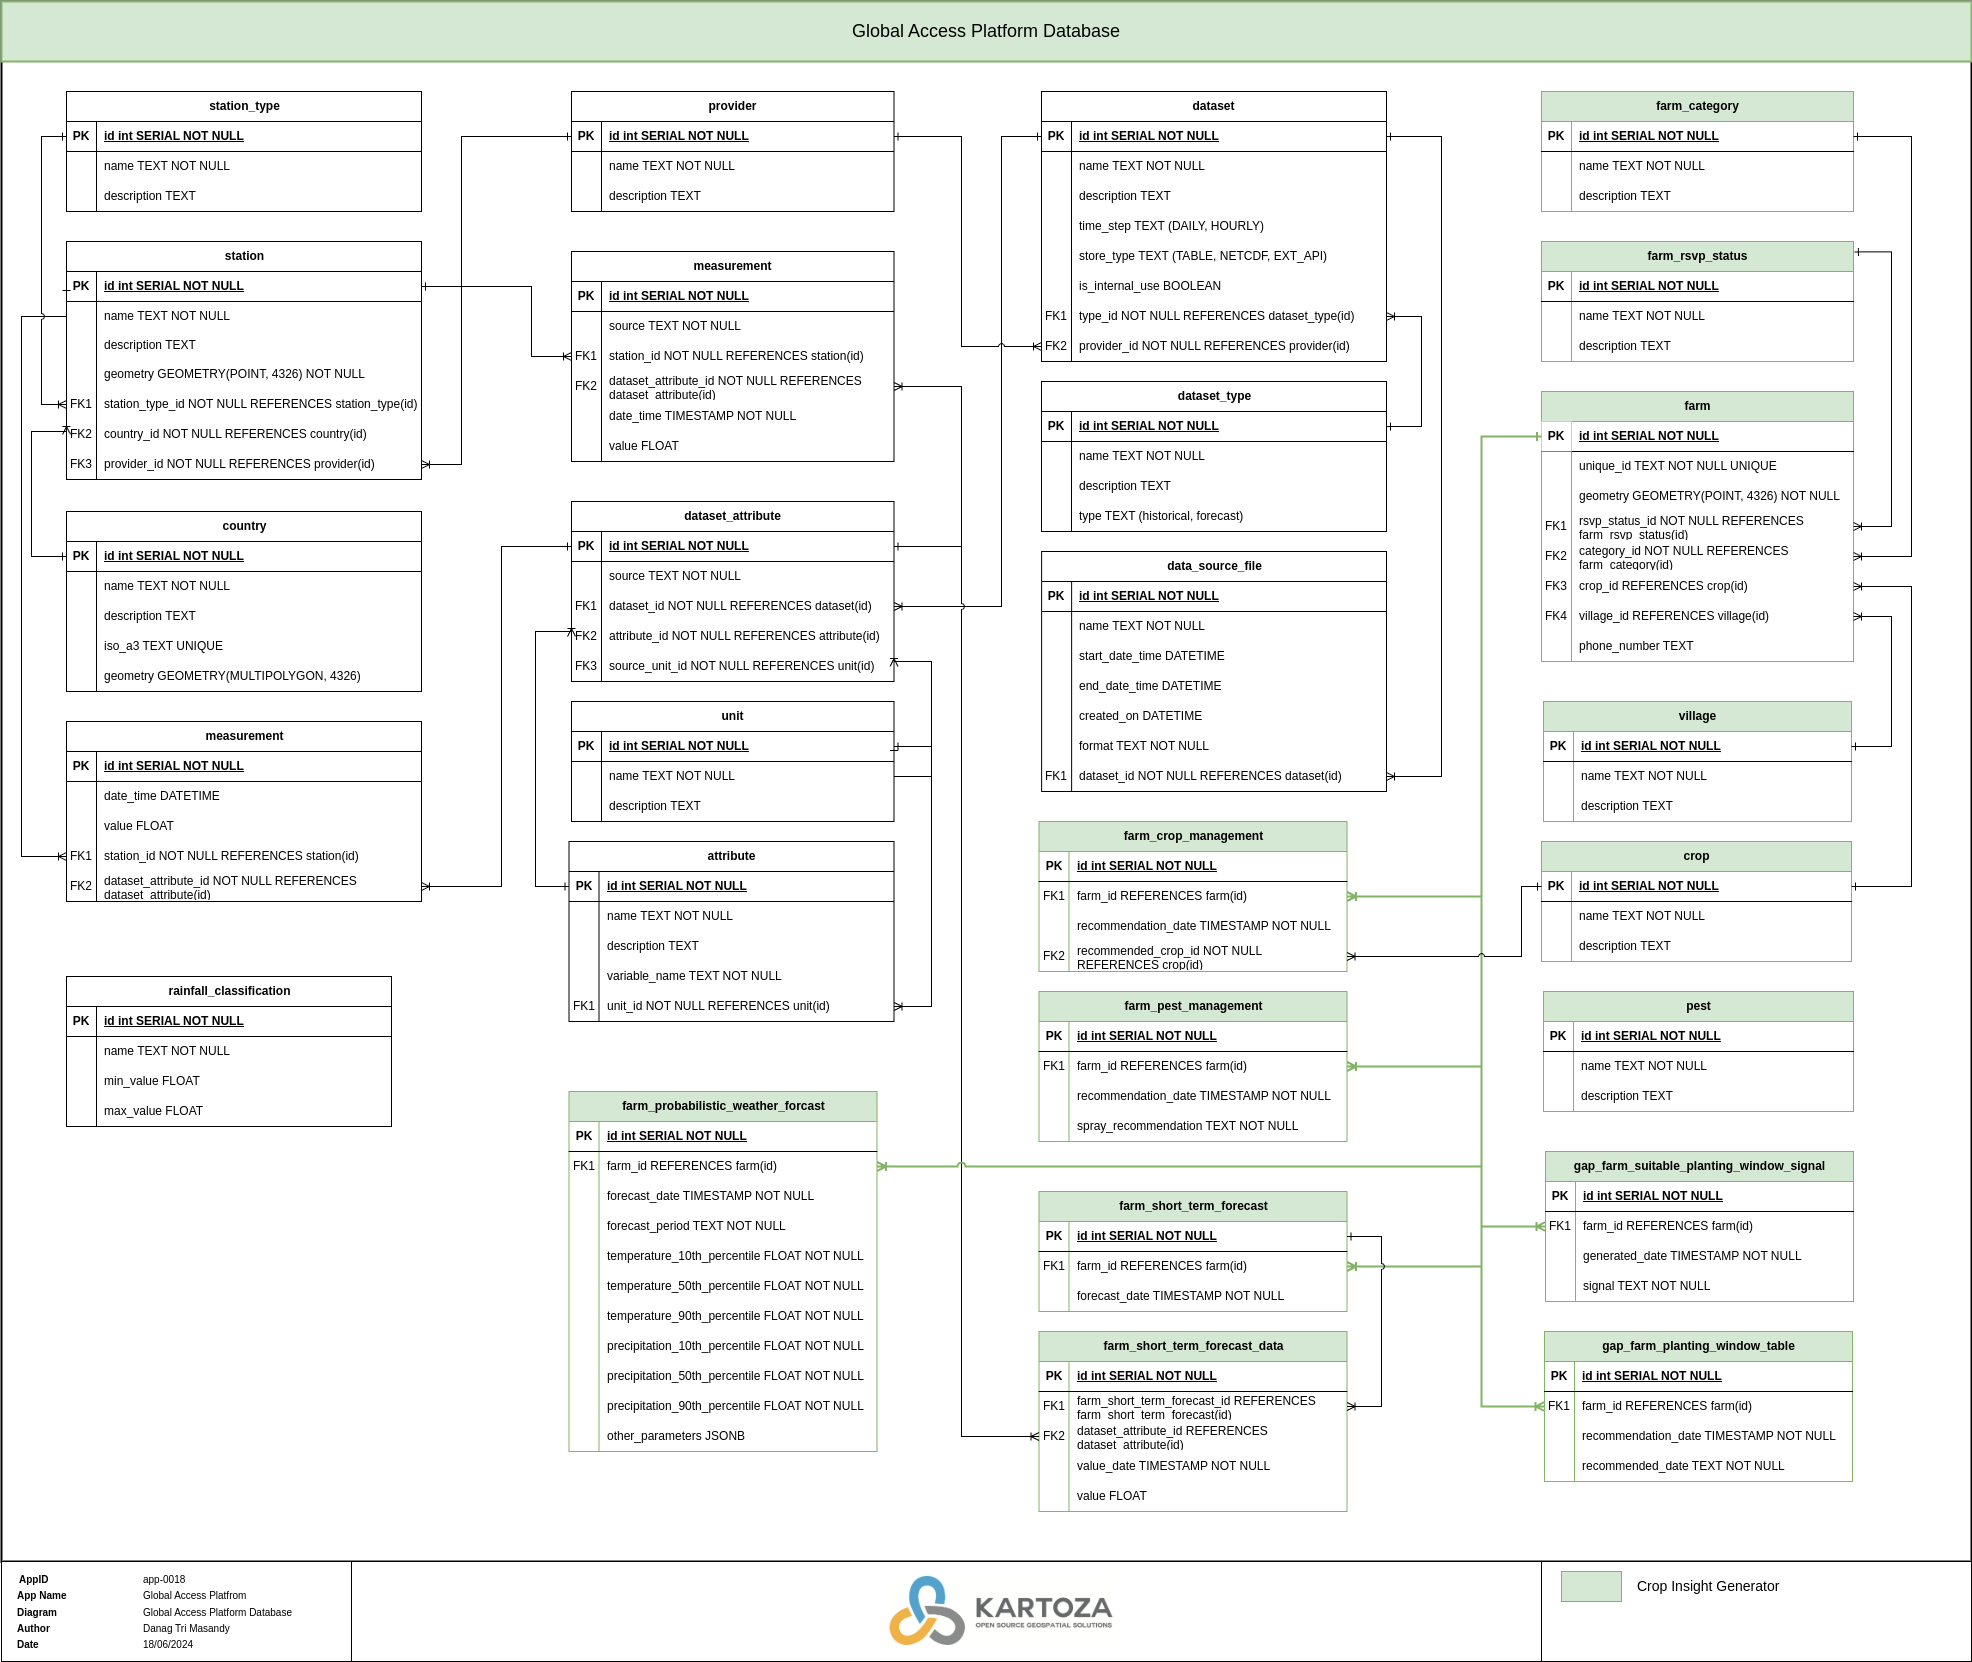 Global Access Platform Database
station_type
PK id int SERIAL NOT NULL
name TEXT NOT NULL
description TEXT
station
PK id int SERIAL NOT NULL
name TEXT NOT NULL
description TEXT
geometry GEOMETRY(POINT, 4326) NOT NULL
FK1 station_type_id NOT NULL REFERENCES station_type(id)
FK2 country_id NOT NULL REFERENCES country(id)
FK3 provider_id NOT NULL REFERENCES provider(id)
country
PK id int SERIAL NOT NULL
name TEXT NOT NULL
description TEXT
iso_a3 TEXT UNIQUE
geometry GEOMETRY(MULTIPOLYGON, 4326)
measurement
PK id int SERIAL NOT NULL
date_time DATETIME
value FLOAT
FK1 station_id NOT NULL REFERENCES station(id)
FK2 dataset_attribute_id NOT NULL REFERENCES
dataset_attribute(id)
rainfall_classification
PK id int SERIAL NOT NULL
name TEXT NOT NULL
min_value FLOAT
max_value FLOAT
provider
PK id int SERIAL NOT NULL
name TEXT NOT NULL
description TEXT
measurement
PK id int SERIAL NOT NULL
source TEXT NOT NULL
FK1 station_id NOT NULL REFERENCES station(id)
FK2 dataset_attribute_id NOT NULL REFERENCES
dataset_attribute(id)
date_time TIMESTAMP NOT NULL
value FLOAT
dataset_attribute
PK id int SERIAL NOT NULL
source TEXT NOT NULL
FK1 dataset_id NOT NULL REFERENCES dataset(id)
FK2 attribute_id NOT NULL REFERENCES attribute(id)
FK3 source_unit_id NOT NULL REFERENCES unit(id)
unit
PK id int SERIAL NOT NULL
name TEXT NOT NULL
description TEXT
attribute
PK id int SERIAL NOT NULL
name TEXT NOT NULL
description TEXT
variable_name TEXT NOT NULL
FK1 unit_id NOT NULL REFERENCES unit(id)
farm_probabilistic_weather_forcast
PK id int SERIAL NOT NULL
FK1 farm_id REFERENCES farm(id)
forecast_date TIMESTAMP NOT NULL
forecast_period TEXT NOT NULL
temperature_10th_percentile FLOAT NOT NULL
temperature_50th_percentile FLOAT NOT NULL
temperature_90th_percentile FLOAT NOT NULL
precipitation_10th_percentile FLOAT NOT NULL
precipitation_50th_percentile FLOAT NOT NULL
precipitation_90th_percentile FLOAT NOT NULL
other_parameters JSONB
dataset
PK id int SERIAL NOT NULL
name TEXT NOT NULL
description TEXT
time_step TEXT (DAILY, HOURLY)
store_type TEXT (TABLE, NETCDF, EXT_API)
is_internal_use BOOLEAN
FK1 type_id NOT NULL REFERENCES dataset_type(id)
FK2 provider_id NOT NULL REFERENCES provider(id)
dataset_type
PK id int SERIAL NOT NULL
name TEXT NOT NULL
description TEXT
type TEXT (historical, forecast)
data_source_file
PK id int SERIAL NOT NULL
name TEXT NOT NULL
start_date_time DATETIME
end_date_time DATETIME
created_on DATETIME
format TEXT NOT NULL
FK1 dataset_id NOT NULL REFERENCES dataset(id)
farm_crop_management
PK id int SERIAL NOT NULL
FK1 farm_id REFERENCES farm(id)
recommendation_date TIMESTAMP NOT NULL
FK2 recommended_crop_id NOT NULL
REFERENCES crop(id)
farm_pest_management
PK id int SERIAL NOT NULL
FK1 farm_id REFERENCES farm(id)
recommendation_date TIMESTAMP NOT NULL
spray_recommendation TEXT NOT NULL
farm_short_term_forecast
PK id int SERIAL NOT NULL
FK1 farm_id REFERENCES farm(id)
forecast_date TIMESTAMP NOT NULL
farm_short_term_forecast_data
PK id int SERIAL NOT NULL
FK1 farm_short_term_forecast_id REFERENCES
farm_short_term_forecast(id)
FK2 dataset_attribute_id REFERENCES
dataset_attribute(id)
value_date TIMESTAMP NOT NULL
value FLOAT
farm_category
PK id int SERIAL NOT NULL
name TEXT NOT NULL
description TEXT
farm_rsvp_status
PK id int SERIAL NOT NULL
name TEXT NOT NULL
description TEXT
farm
PK id int SERIAL NOT NULL
unique_id TEXT NOT NULL UNIQUE
geometry GEOMETRY(POINT, 4326) NOT NULL
FK1 rsvp_status_id NOT NULL REFERENCES
farm_rsvp_status(id)
FK2 category_id NOT NULL REFERENCES
farm_category(id)
FK3 crop_id REFERENCES crop(id)
FK4 village_id REFERENCES village(id)
phone_number TEXT
village
PK id int SERIAL NOT NULL
name TEXT NOT NULL
description TEXT
crop
PK id int SERIAL NOT NULL
name TEXT NOT NULL
description TEXT
pest
PK id int SERIAL NOT NULL
name TEXT NOT NULL
description TEXT
gap_farm_suitable_planting_window_signal
PK id int SERIAL NOT NULL
FK1 farm_id REFERENCES farm(id)
generated_date TIMESTAMP NOT NULL
signal TEXT NOT NULL
gap_farm_planting_window_table
PK id int SERIAL NOT NULL
FK1 farm_id REFERENCES farm(id)
recommendation_date TIMESTAMP NOT NULL
recommended_date TEXT NOT NULL
AppID app-0018
App Name Global Access Platfrom
Diagram Global Access Platform Database
Author Danag Tri Masandy
Date 18/06/2024
KARTOZA
OPEN SOURCE GEOSPATIAL SOLUTIONS
Crop Insight Generator